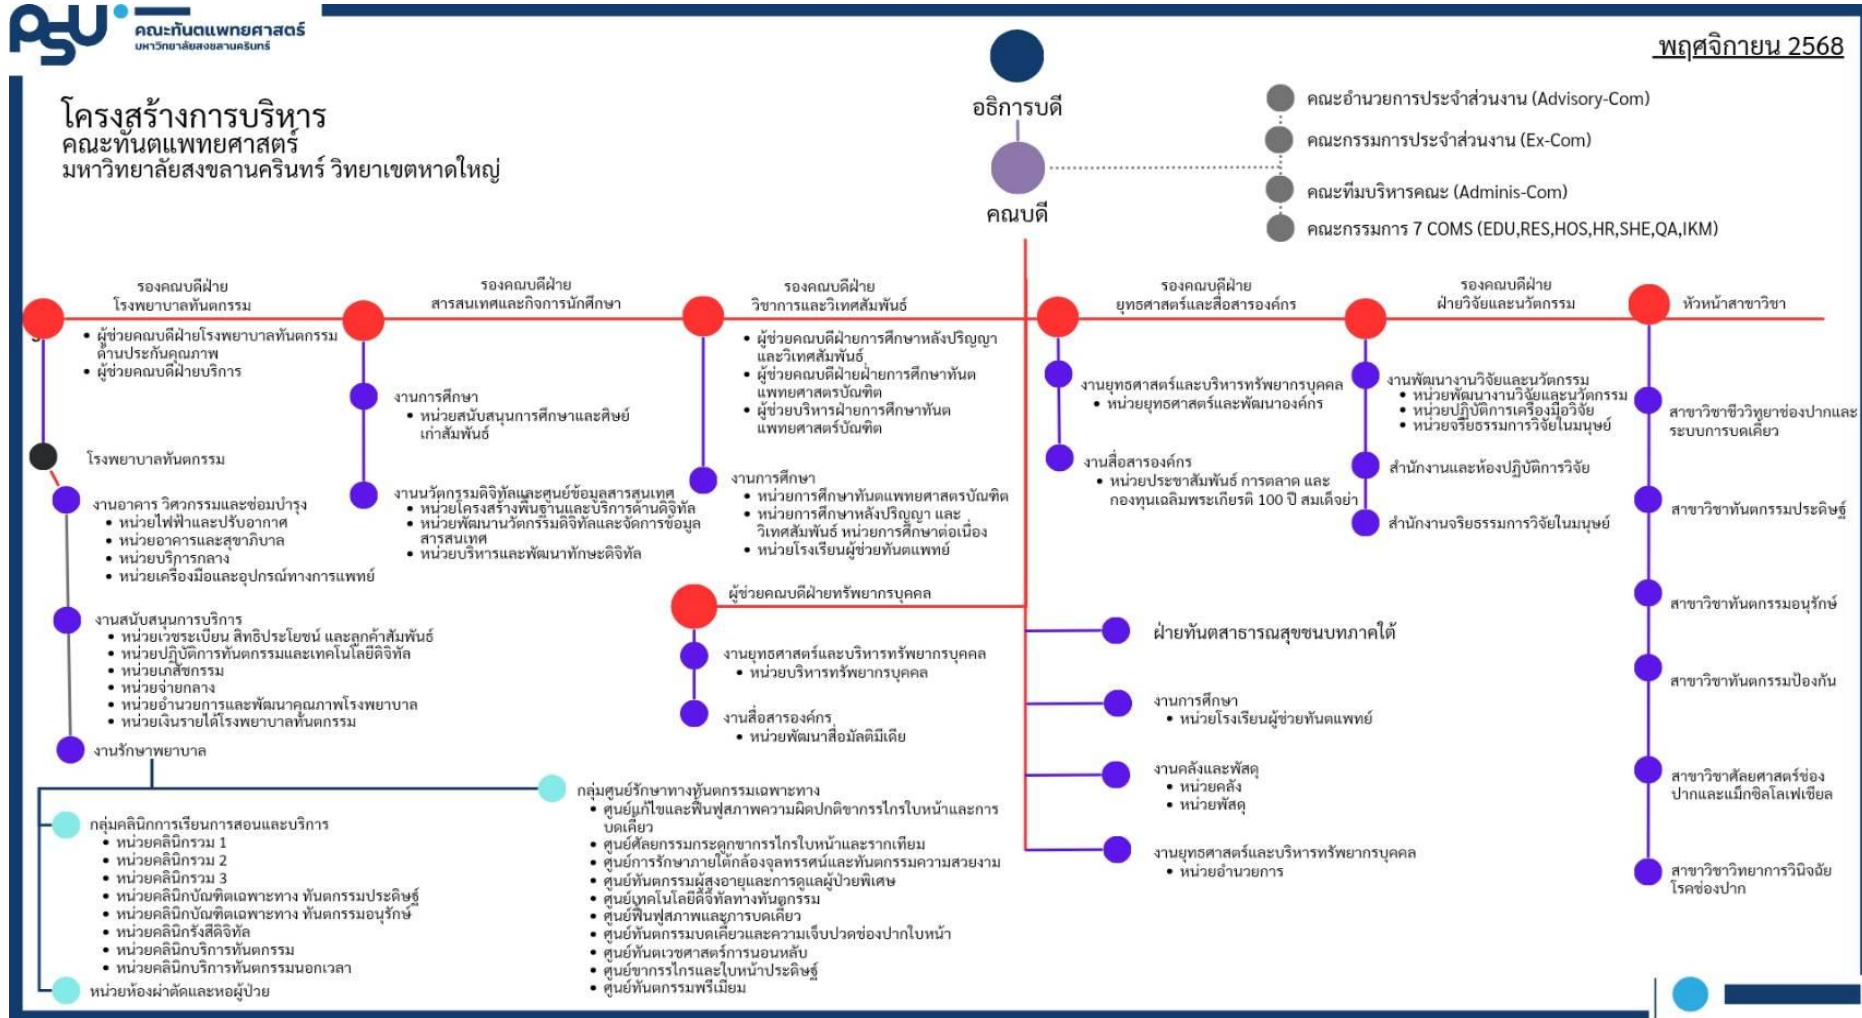 PSU
คณะทันตแพทยศาสตร์
มหาวิทยาลัยสงขลานครินทร์
พฤศจิกายน 2568
โครงสร้างการบริหาร
คณะทันตแพทยศาสตร์
มหาวิทยาลัยสงขลานครินทร์ วิทยาเขตหาดใหญ่
อธิการบดี
คณบดี
คณะอำนวยการประจำส่วนงาน (Advisory-Com)
คณะกรรมการประจำส่วนงาน (Ex-Com)
คณะทีมบริหารคณะ (Adminis-Com)
คณะกรรมการ 7 COMS (EDU,RES,HOS,HR,SHE,QA,IKM)
รองคณบดีฝ่าย
โรงพยาบาลทันตกรรม
• ผู้ช่วยคณบดีฝ่ายโรงพยาบาลทันตกรรม
ด้านประกันคุณภาพ
• ผู้ช่วยคณบดีฝ่ายบริการ
โรงพยาบาลทันตกรรม
งานอาคาร วิศวกรรมและซ่อมบำรุง
• หน่วยไฟฟ้าและปรับอากาศ
• หน่วยอาคารและสุขาภิบาล
• หน่วยบริการกลาง
• หน่วยเครื่องมือและอุปกรณ์ทางการแพทย์
งานสนับสนุนการบริการ
• หน่วยเวชระเบียน สิทธิประโยชน์ และลูกค้าสัมพันธ์
• หน่วยปฏิบัติการทันตกรรมและเทคโนโลยีดิจิทัล
• หน่วยเภสัชกรรม
• หน่วยจ่ายกลาง
• หน่วยอำนวยการและพัฒนาคุณภาพโรงพยาบาล
• หน่วยเงินรายได้โรงพยาบาลทันตกรรม
งานรักษาพยาบาล
กลุ่มคลินิกการเรียนการสอนและบริการ
• หน่วยคลินิกรวม 1
• หน่วยคลินิกรวม 2
• หน่วยคลินิกรวม 3
• หน่วยคลินิกบัณฑิตเฉพาะทาง ทันตกรรมประดิษฐ์
• หน่วยคลินิกบัณฑิตเฉพาะทาง ทันตกรรมอนุรักษ์
• หน่วยคลินิกรังสีดิจิทัล
• หน่วยคลินิกบริการทันตกรรม
• หน่วยคลินิกบริการทันตกรรมนอกเวลา
หน่วยห้องผ่าตัดและหอผู้ป่วย
กลุ่มศูนย์รักษาทางทันตกรรมเฉพาะทาง
• ศูนย์แก้ไขและฟื้นฟูสภาพความผิดปกติขากรรไกรใบหน้าและการ
บดเคี้ยว
• ศูนย์ศัลยกรรมกระดูกขากรรไกรใบหน้าและรากเทียม
• ศูนย์การรักษาภายใต้กล้องจุลทรรศน์และทันตกรรมความสวยงาม
• ศูนย์ทันตกรรมผู้สูงอายุและการดูแลผู้ป่วยพิเศษ
• ศูนย์เทคโนโลยีดิจิทัลทางทันตกรรม
• ศูนย์ฟื้นฟูสภาพและการบดเคี้ยว
• ศูนย์ทันตกรรมบดเคี้ยวและความเจ็บปวดช่องปากใบหน้า
• ศูนย์ทันตเวชศาสตร์การนอนหลับ
• ศูนย์ขากรรไกรและใบหน้าประดิษฐ์
• ศูนย์ทันตกรรมพรีเมียม
รองคณบดีฝ่าย
สารสนเทศและกิจการนักศึกษา
งานการศึกษา
• หน่วยสนับสนุนการศึกษาและศิษย์
เก่าสัมพันธ์
งานนวัตกรรมดิจิทัลและศูนย์ข้อมูลสารสนเทศ
• หน่วยโครงสร้างพื้นฐานและบริการด้านดิจิทัล
• หน่วยพัฒนานวัตกรรมดิจิทัลและจัดการข้อมูล
สารสนเทศ
• หน่วยบริหารและพัฒนาทักษะดิจิทัล
รองคณบดีฝ่าย
วิชาการและวิเทศสัมพันธ์
• ผู้ช่วยคณบดีฝ่ายการศึกษาหลังปริญญา
และวิเทศสัมพันธ์
• ผู้ช่วยคณบดีฝ่ายฝ่ายการศึกษาทันต
แพทยศาสตรบัณฑิต
• ผู้ช่วยบริหารฝ่ายการศึกษาทันต
แพทยศาสตร์บัณฑิต
งานการศึกษา
• หน่วยการศึกษาทันตแพทยศาสตรบัณฑิต
• หน่วยการศึกษาหลังปริญญา และ
วิเทศสัมพันธ์ หน่วยการศึกษาต่อเนื่อง
• หน่วยโรงเรียนผู้ช่วยทันตแพทย์
ผู้ช่วยคณบดีฝ่ายทรัพยากรบุคคล
งานยุทธศาสตร์และบริหารทรัพยากรบุคคล
• หน่วยบริหารทรัพยากรบุคคล
งานสื่อสารองค์กร
• หน่วยพัฒนาสื่อมัลติมีเดีย
รองคณบดีฝ่าย
ยุทธศาสตร์และสื่อสารองค์กร
งานยุทธศาสตร์และบริหารทรัพยากรบุคคล
• หน่วยยุทธศาสตร์และพัฒนาองค์กร
งานสื่อสารองค์กร
• หน่วยประชาสัมพันธ์ การตลาด และ
กองทุนเฉลิมพระเกียรติ 100 ปี สมเด็จย่า
ฝ่ายทันตสาธารณสุขชนบทภาคใต้
งานการศึกษา
• หน่วยโรงเรียนผู้ช่วยทันตแพทย์
งานคลังและพัสดุ
• หน่วยคลัง
• หน่วยพัสดุ
งานยุทธศาสตร์และบริหารทรัพยากรบุคคล
• หน่วยอำนวยการ
รองคณบดีฝ่าย
ฝ่ายวิจัยและนวัตกรรม
งานพัฒนางานวิจัยและนวัตกรรม
• หน่วยพัฒนางานวิจัยและนวัตกรรม
• หน่วยปฏิบัติการเครื่องมือวิจัย
• หน่วยจริยธรรมการวิจัยในมนุษย์
สำนักงานและห้องปฏิบัติการวิจัย
สำนักงานจริยธรรมการวิจัยในมนุษย์
หัวหน้าสาขาวิชา
สาขาวิชาชีววิทยาช่องปากและ
ระบบการบดเคี้ยว
สาขาวิชาทันตกรรมประดิษฐ์
สาขาวิชาทันตกรรมอนุรักษ์
สาขาวิชาทันตกรรมป้องกัน
สาขาวิชาศัลยศาสตร์ช่อง
ปากและแม็กซิลโลเฟเชียล
สาขาวิชาวิทยาการวินิจฉัย
โรคช่องปาก